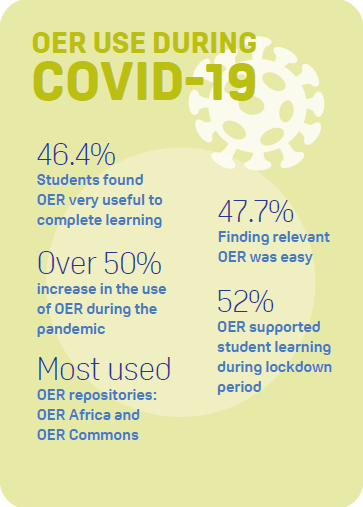 OER USE DURING
COVID-19
46.4%
Students found
OER very useful to
complete learning
Over 50%
increase in the use
of OER during the
pandemic
Most used
OER repositories:
OER Africa and
OER Commons
47.7%
Finding relevant
OER was easy
52%
OER supported
student learning
during lockdown
period